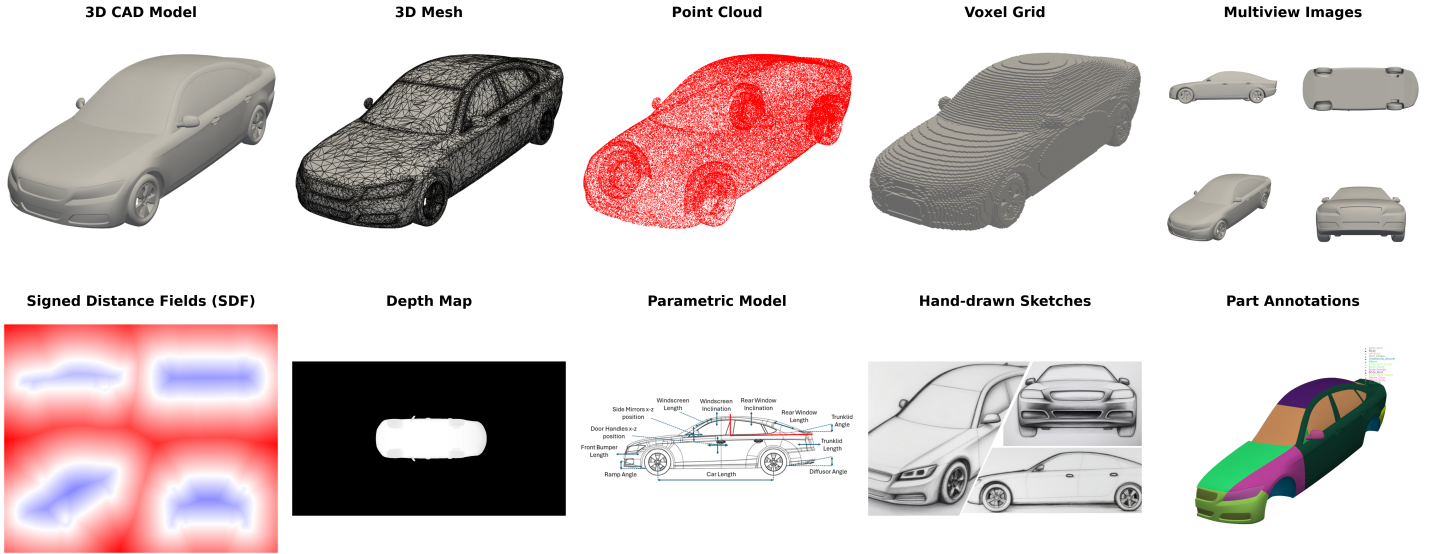 3D CAD Model
3D Mesh
Point Cloud
Voxel Grid
Multiview Images
Signed Distance Fields (SDF)
Depth Map
Parametric Model
Hand-drawn Sketches
Part Annotations
Windscreen
Length
Windscreen
Inclination
Rear Window
Inclination
Side Mirrors x-z
position
Rear Window
Length
Trunklid
Angle
Door Handles x-z
position
Front Bumper
Length
Trunklid
Length
Ramp Angle
Car Length
Diffusor Angle